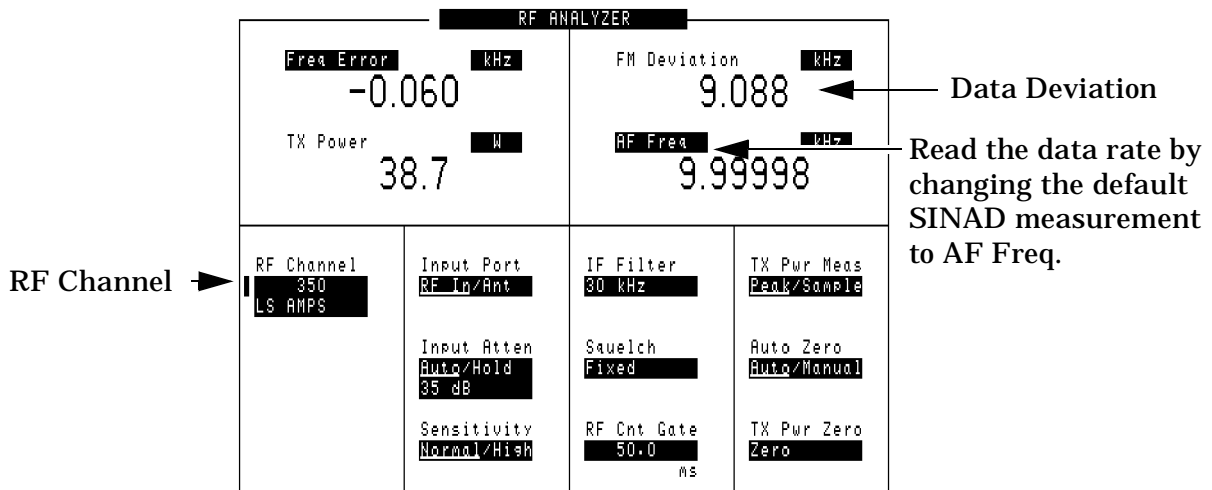 RF ANALYZER
Freq Error kHz
-0.060
FM Deviation kHz
9.088
Data Deviation
TX Power W
38.7
AF Freq kHz
9.99998
Read the data rate by
changing the default
SINAD measurement
to AF Freq.
RF Channel
RF Channel
350
LS AMPS
Input Port
RF In/Ant
IF Filter
30 kHz
TX Pwr Meas
Peak/Sample
Input Atten
Auto/Hold
35 dB
Squelch
Fixed
Auto Zero
Auto/Manual
Sensitivity
Normal/High
RF Cnt Gate
50.0
ms
TX Pwr Zero
Zero